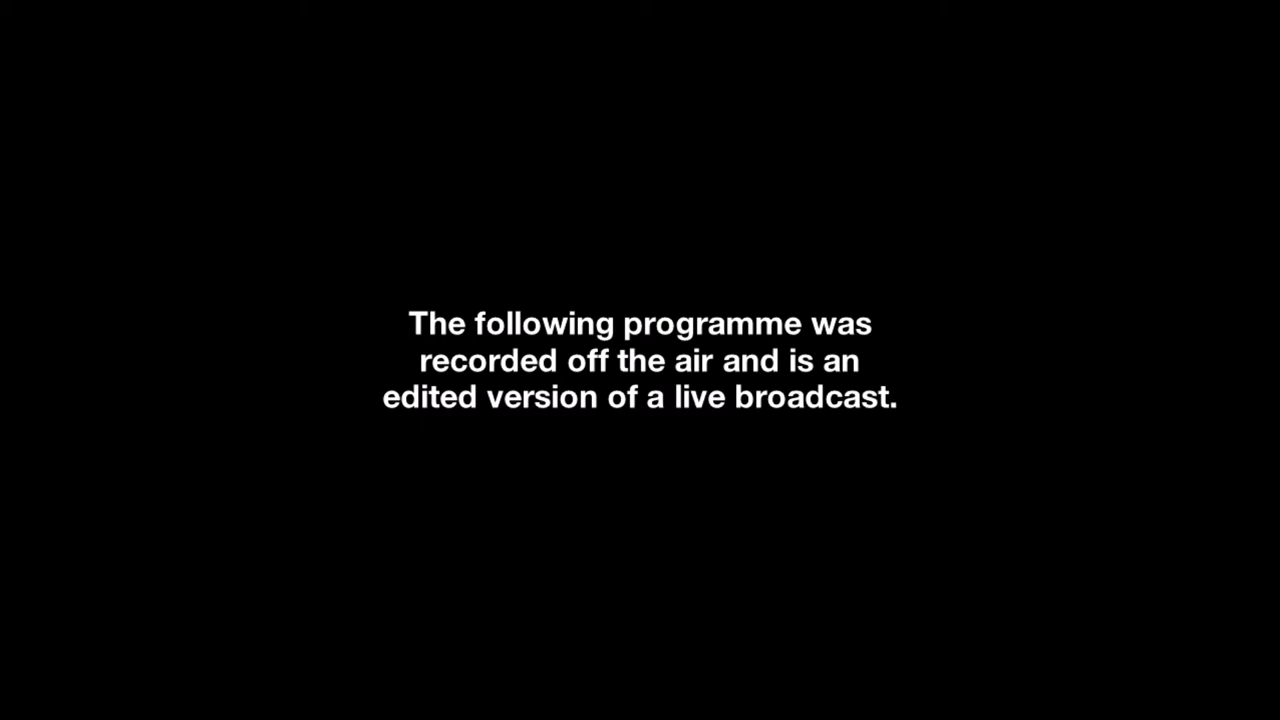 The following programme was
recorded off the air and is an
edited version of a live broadcast.